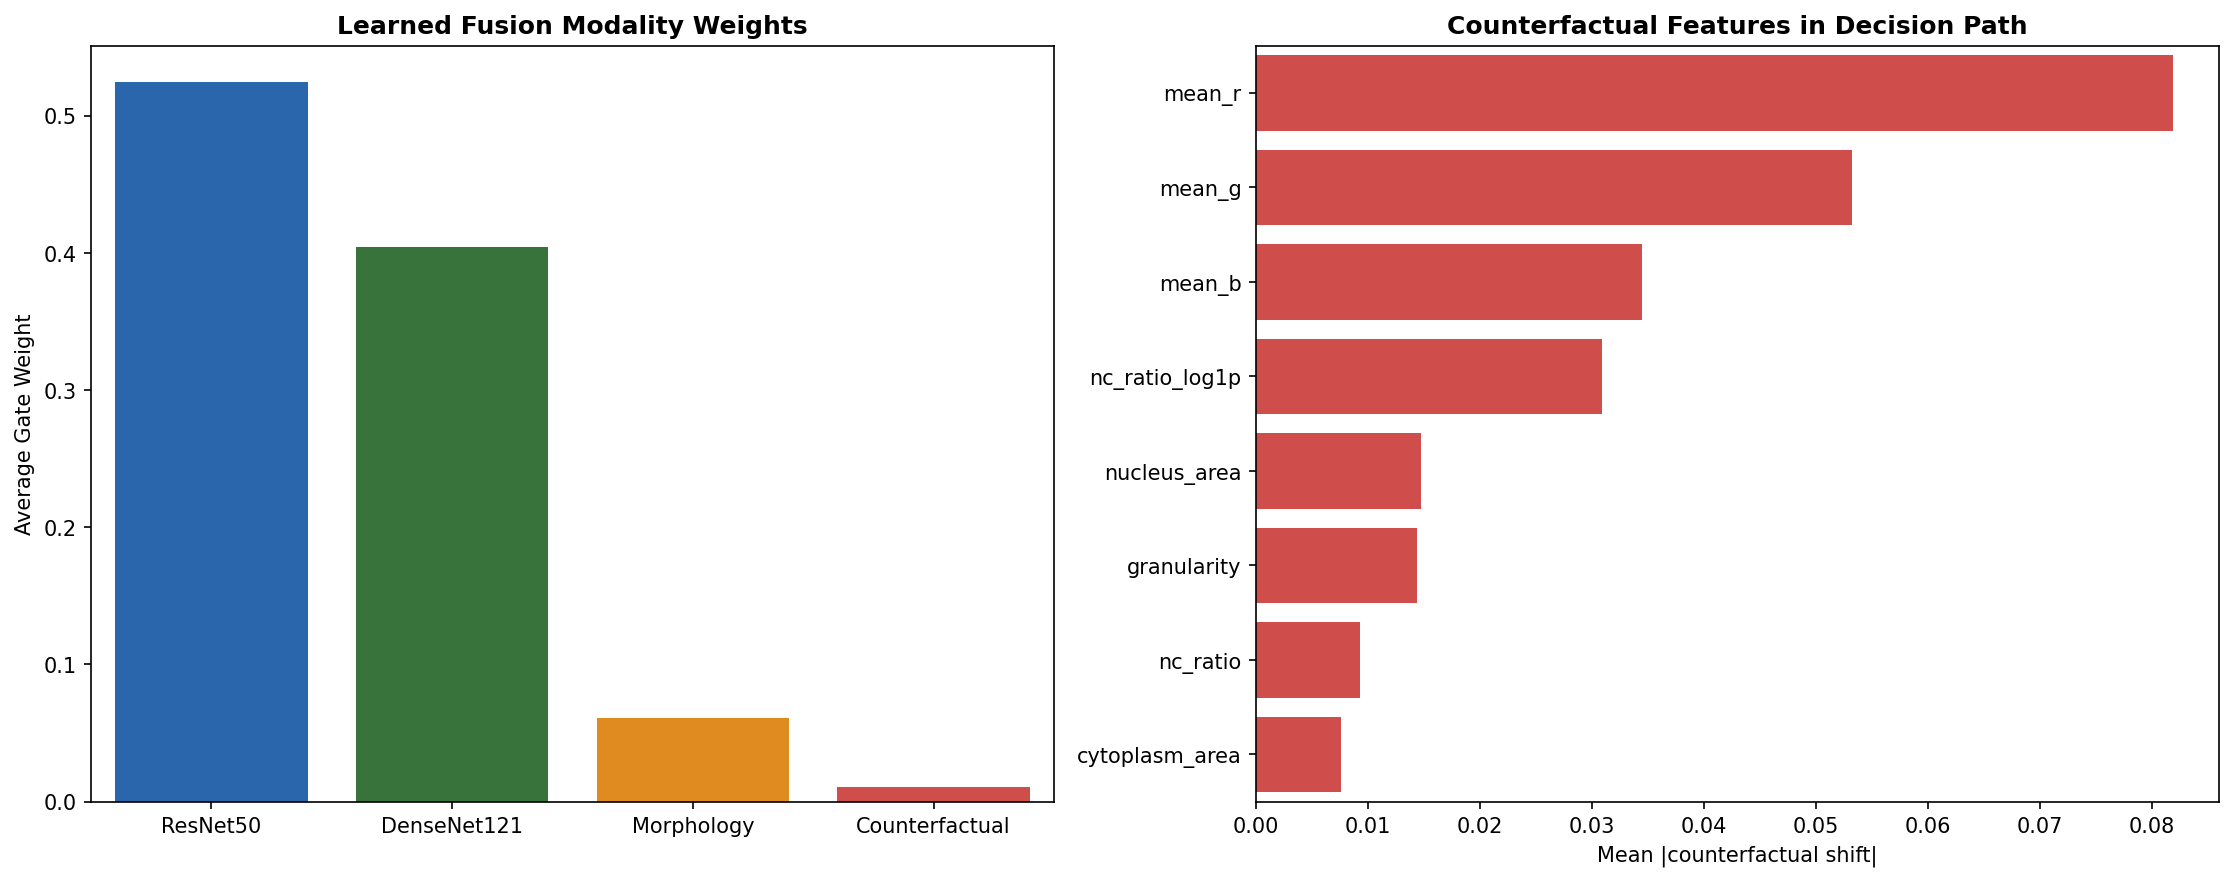 Learned Fusion Modality Weights
Average Gate Weight
0.5
0.4
0.3
0.2
0.1
0.0
ResNet50
DenseNet121
Morphology
Counterfactual
Counterfactual Features in Decision Path
mean_r
mean_g
mean_b
nc_ratio_log1p
nucleus_area
granularity
nc_ratio
cytoplasm_area
0.00
0.01
0.02
0.03
0.04
0.05
0.06
0.07
0.08
Mean |counterfactual shift|